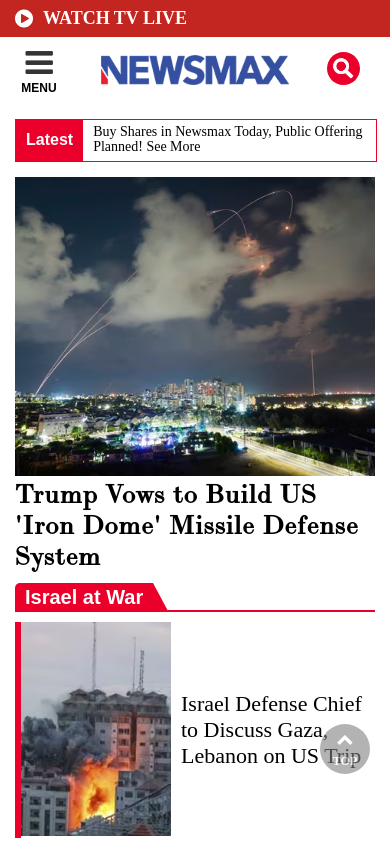 WATCH TV LIVE
MENU
NEWSMAX
Latest
Buy Shares in Newsmax Today, Public Offering
Planned! See More
Trump Vows to Build US
'Iron Dome' Missile Defense
System
Israel at War
Israel Defense Chief
to Discuss Gaza,
Lebanon on US Trip
TOP